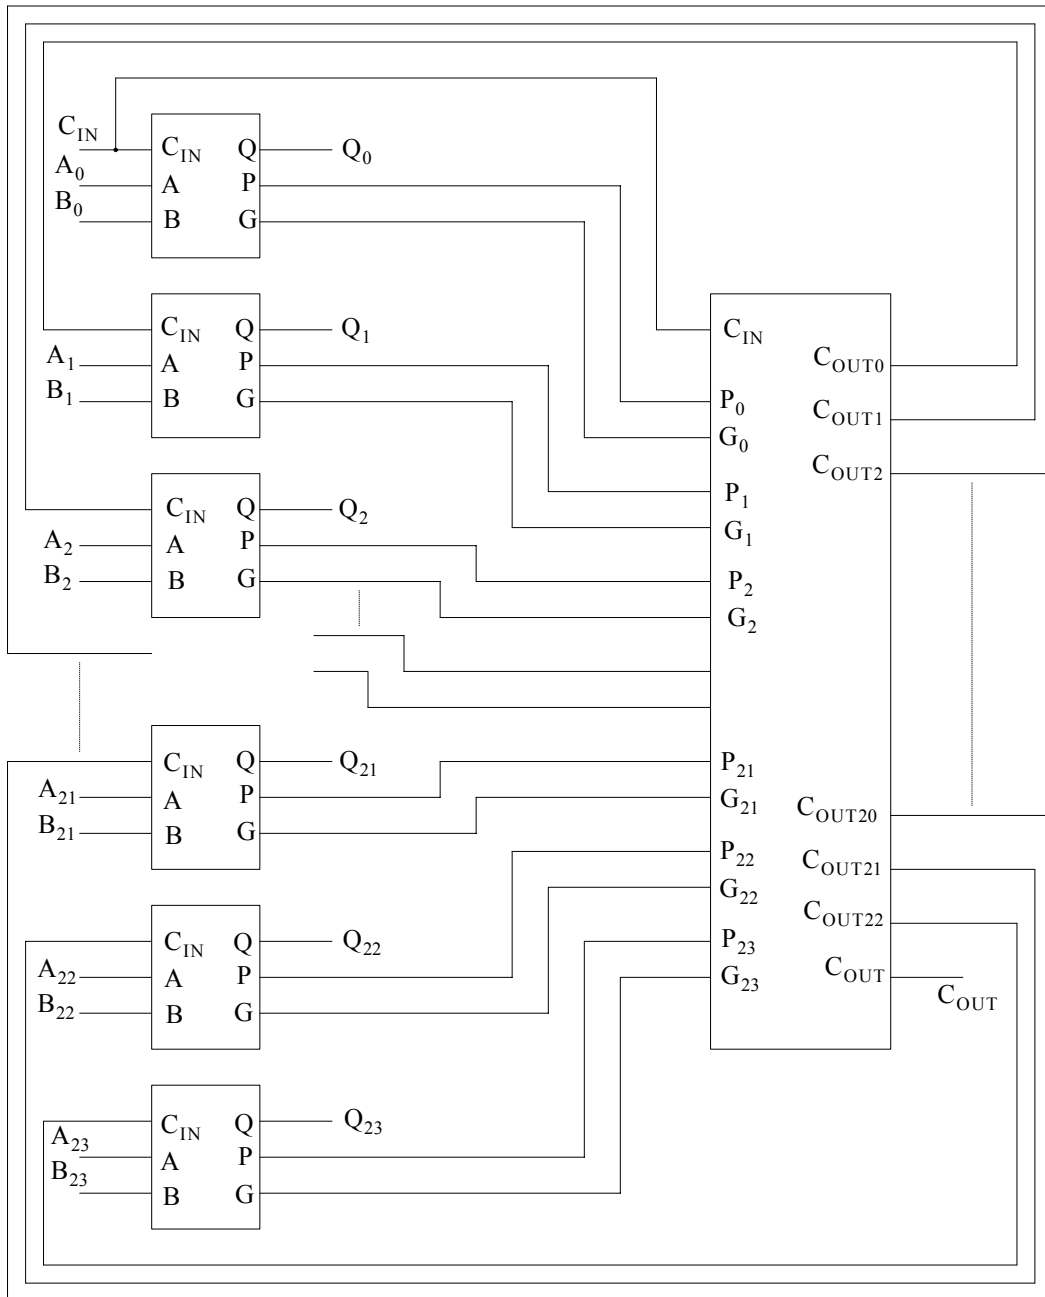 C_IN
A_0
B_0
C_IN Q
A P
B G
Q_0
A_1
B_1
C_IN Q
A P
B G
Q_1
A_2
B_2
C_IN Q
A P
B G
Q_2
A_21
B_21
C_IN Q
A P
B G
Q_21
A_22
B_22
C_IN Q
A P
B G
Q_22
A_23
B_23
C_IN Q
A P
B G
Q_23
C_IN
P_0
G_0
P_1
G_1
P_2
G_2
P_21
G_21
P_22
G_22
P_23
G_23
C_OUT0
C_OUT1
C_OUT2
C_OUT20
C_OUT21
C_OUT22
C_OUT
C_OUT